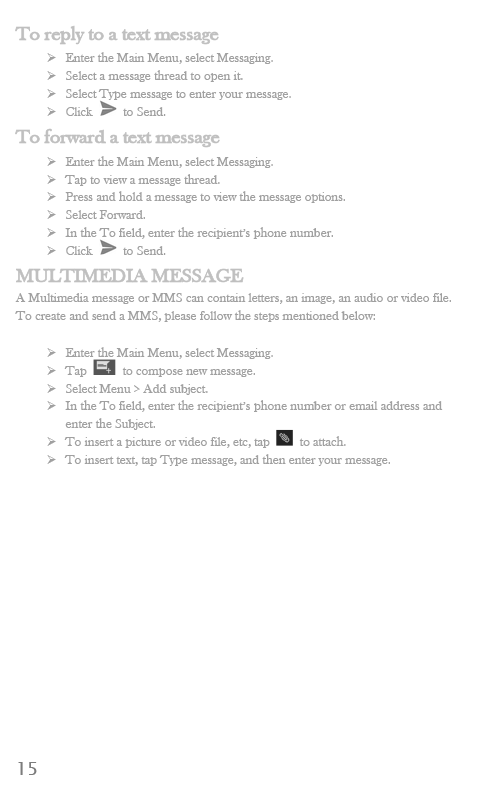 To reply to a text message
➢ Enter the Main Menu, select Messaging.
➢ Select a message thread to open it.
➢ Select Type message to enter your message.
➢ Click to Send.
To forward a text message
➢ Enter the Main Menu, select Messaging.
➢ Tap to view a message thread.
➢ Press and hold a message to view the message options.
➢ Select Forward.
➢ In the To field, enter the recipient's phone number.
➢ Click to Send.
MULTIMEDIA MESSAGE
A Multimedia message or MMS can contain letters, an image, an audio or video file.
To create and send a MMS, please follow the steps mentioned below:
➢ Enter the Main Menu, select Messaging.
➢ Tap to compose new message.
➢ Select Menu > Add subject.
➢ In the To field, enter the recipient's phone number or email address and
enter the Subject.
➢ To insert a picture or video file, etc, tap to attach.
➢ To insert text, tap Type message, and then enter your message.
15